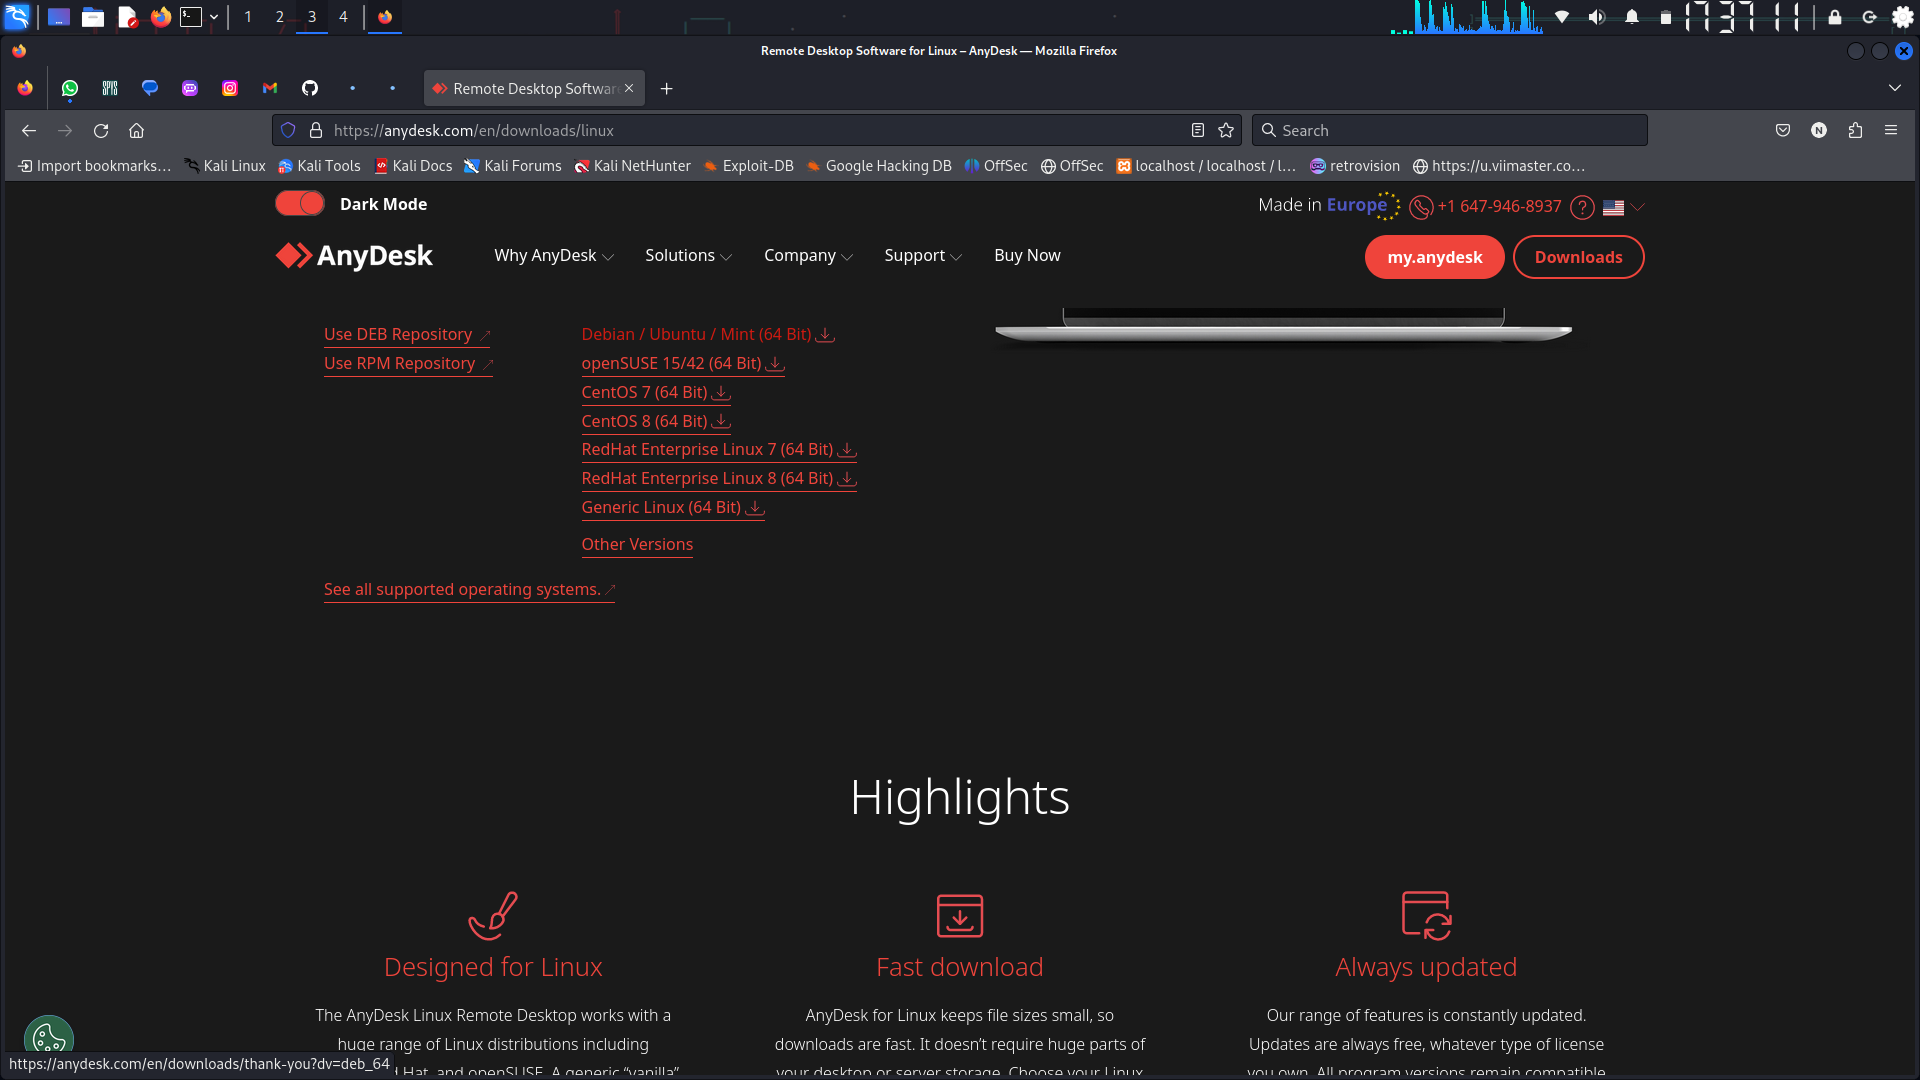 1 2 3 4
17 37 11
Remote Desktop Software for Linux – AnyDesk — Mozilla Firefox
Remote Desktop Softwar
https://anydesk.com/en/downloads/linux
Search
N
Import bookmarks... Kali Linux Kali Tools Kali Docs Kali Forums Kali NetHunter Exploit-DB Google Hacking DB OffSec OffSec localhost / localhost / l... retrovision https://u.viimaster.co...
Dark Mode
Made in Europe +1 647-946-8937
AnyDesk
Why AnyDesk Solutions Company Support Buy Now
my.anydesk Downloads
Use DEB Repository
Use RPM Repository
Debian / Ubuntu / Mint (64 Bit)
openSUSE 15/42 (64 Bit)
CentOS 7 (64 Bit)
CentOS 8 (64 Bit)
RedHat Enterprise Linux 7 (64 Bit)
RedHat Enterprise Linux 8 (64 Bit)
Generic Linux (64 Bit)
Other Versions
See all supported operating systems.
Highlights
Designed for Linux
The AnyDesk Linux Remote Desktop works with a
huge range of Linux distributions including
Hat, and openSUSE. A generic “vanilla”
Fast download
AnyDesk for Linux keeps file sizes small, so
downloads are fast. It doesn’t require huge parts of
your desktop or server storage. Choose your Linux
Always updated
Our range of features is constantly updated.
Updates are always free, whatever type of license
you own. All program versions remain compatible
https://anydesk.com/en/downloads/thank-you?dv=deb_64